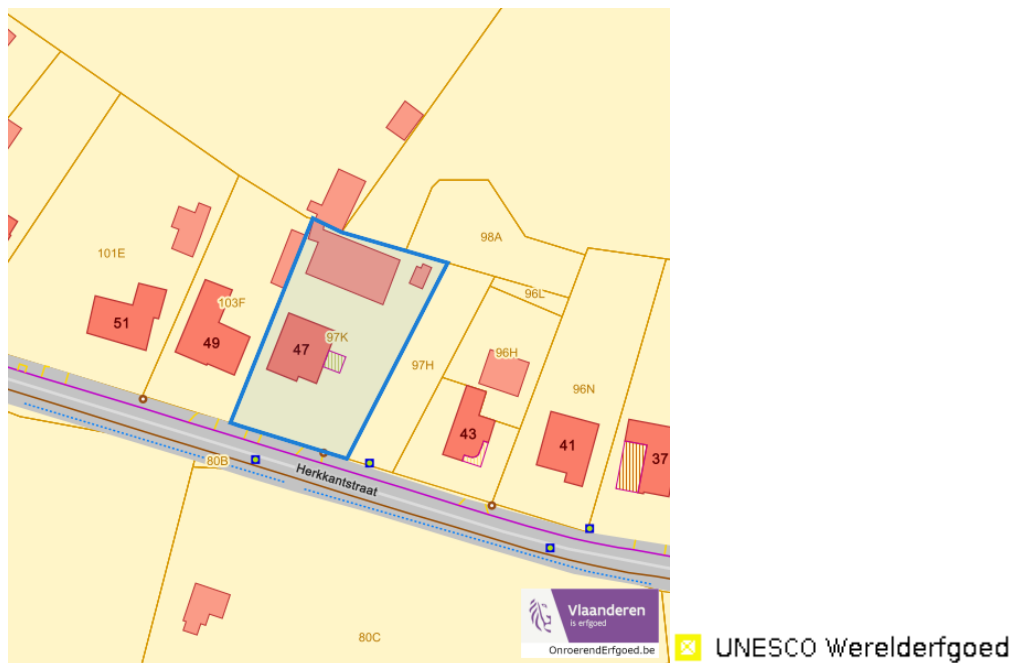 98A
101E
96L
103F
51
49
47
97K
97H
96H
96N
43
41
37
80B
Herkkantstraat
80C
Vlaanderen
is erfgoed
OnroerendErfgoed.be
UNESCO Werelderfgoed